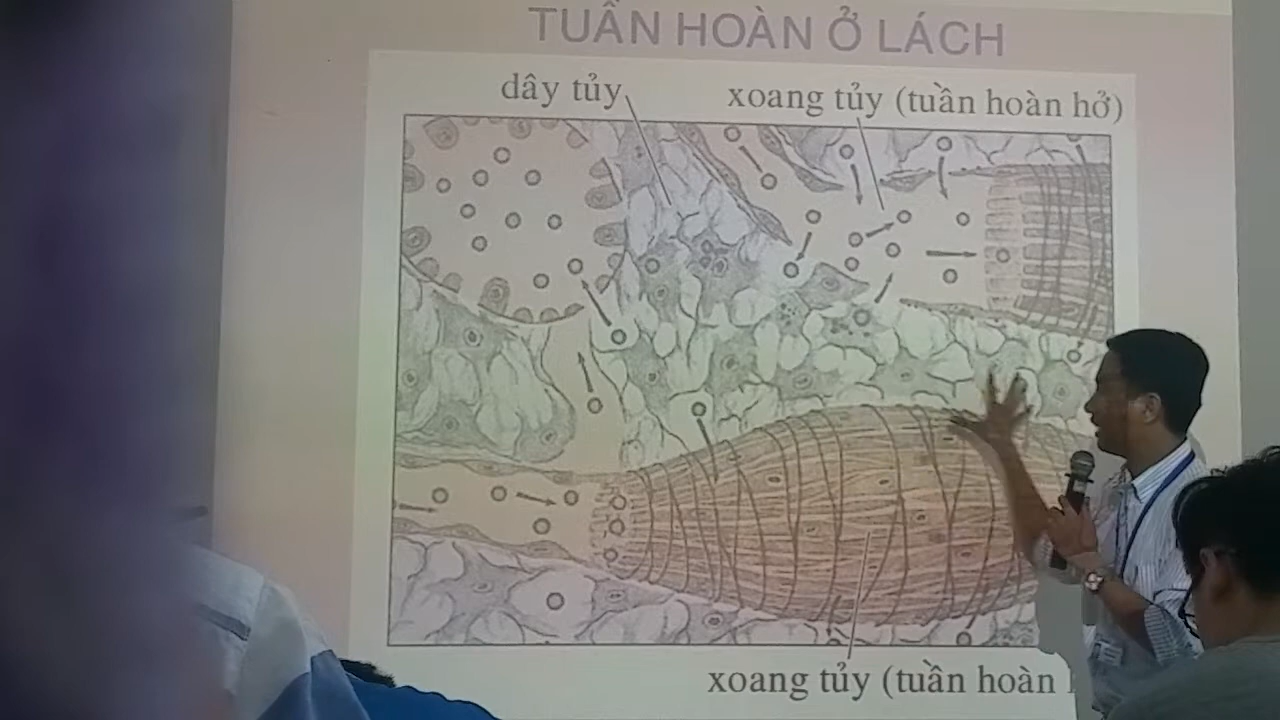 TUẦN HOÀN Ở LÁCH
dây tủy
xoang tủy (tuần hoàn hở)
xoang tủy (tuần hoàn